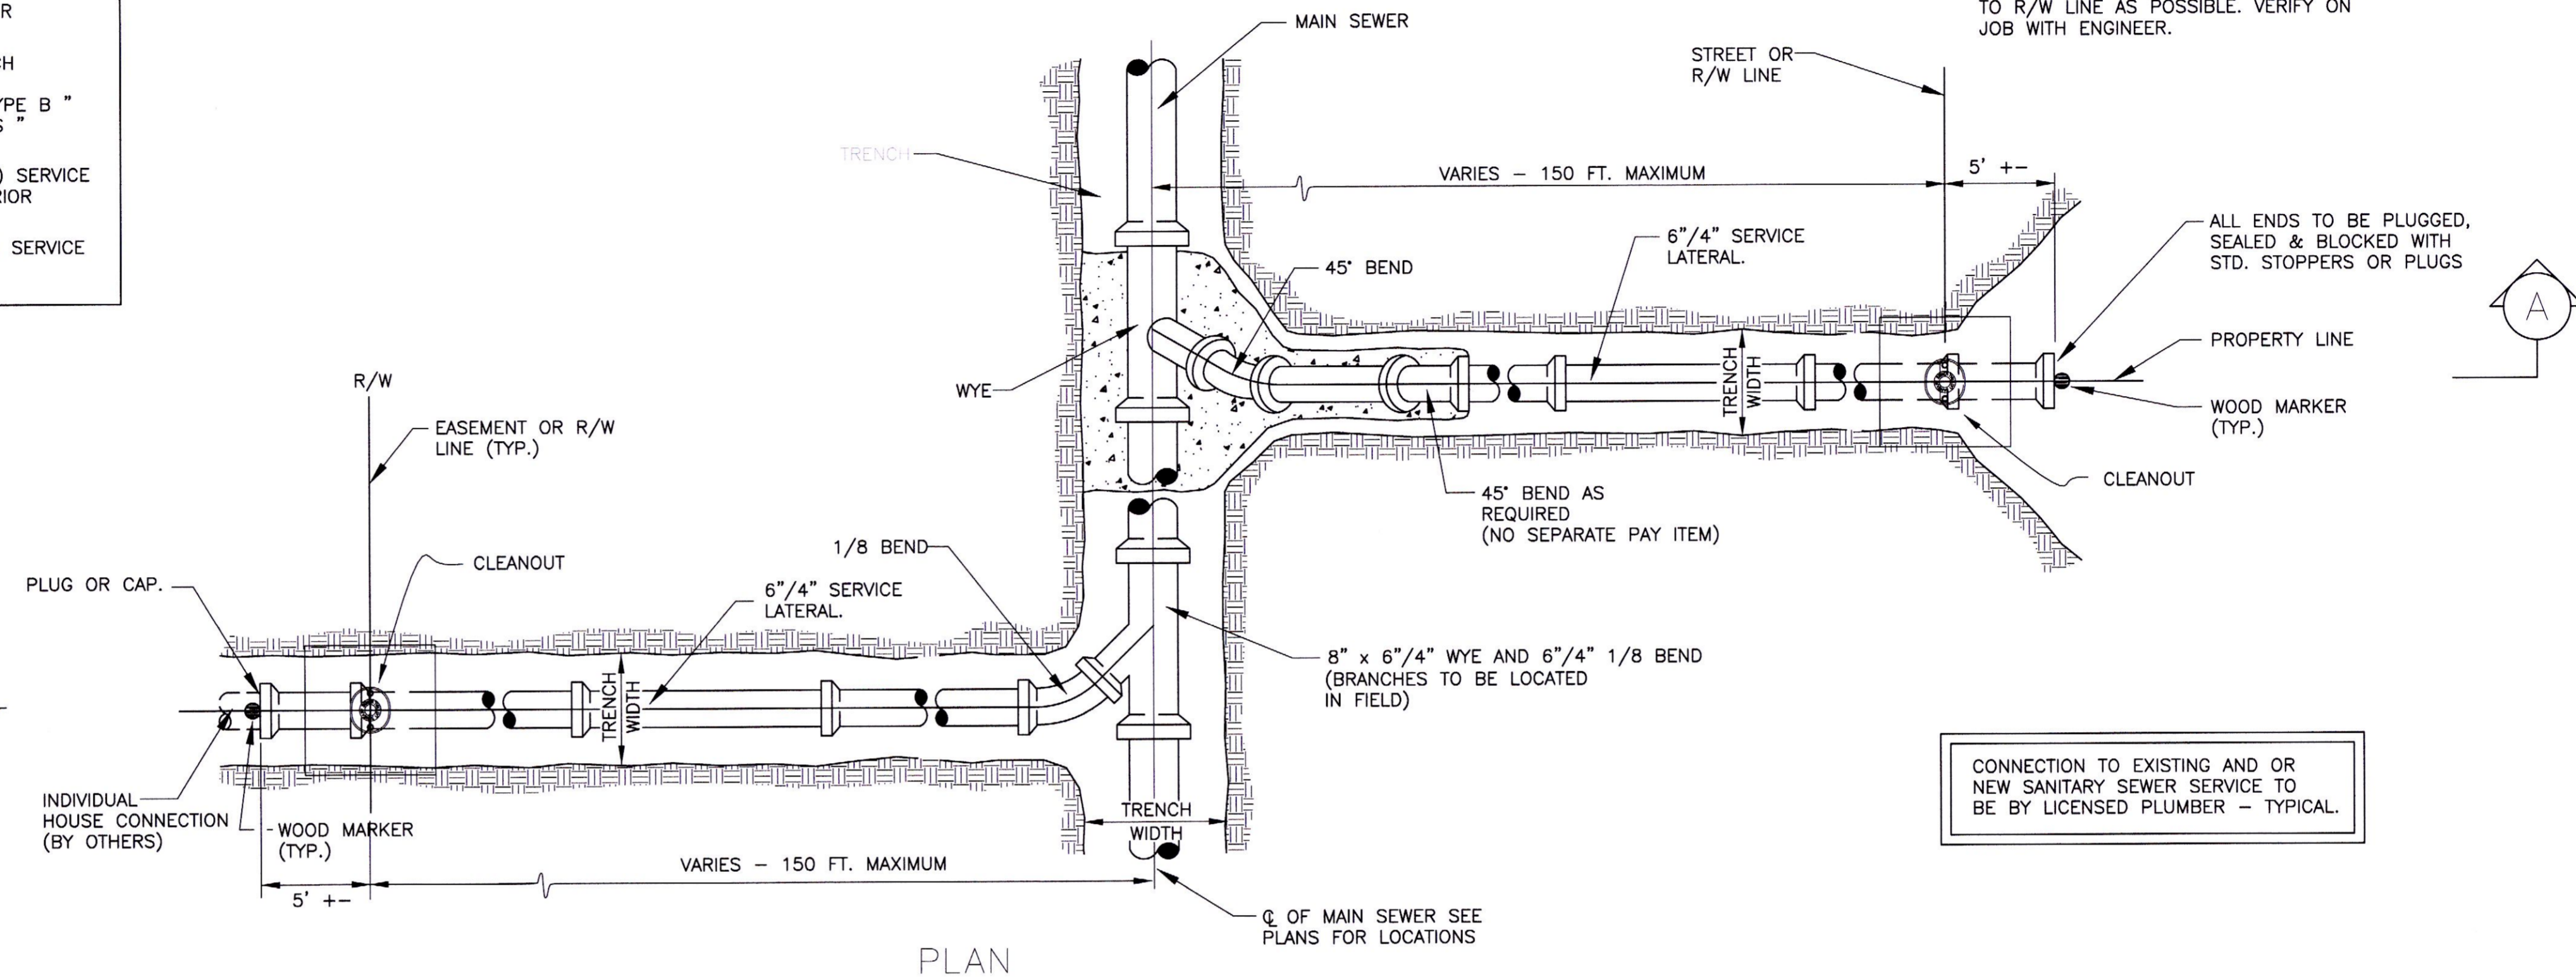 R
CH
YPE B "
S "
) SERVICE
RIOR
SERVICE
MAIN SEWER
TO R/W LINE AS POSSIBLE. VERIFY ON
JOB WITH ENGINEER.
STREET OR
R/W LINE
TRENCH
VARIES - 150 FT. MAXIMUM
5' +-
ALL ENDS TO BE PLUGGED,
SEALED & BLOCKED WITH
STD. STOPPERS OR PLUGS
6"/4" SERVICE
LATERAL.
45° BEND
A
PROPERTY LINE
R/W
WYE
TRENCH
WIDTH
WOOD MARKER
(TYP.)
EASEMENT OR R/W
LINE (TYP.)
CLEANOUT
45° BEND AS
REQUIRED
(NO SEPARATE PAY ITEM)
1/8 BEND
CLEANOUT
PLUG OR CAP.
6"/4" SERVICE
LATERAL.
8" x 6"/4" WYE AND 6"/4" 1/8 BEND
(BRANCHES TO BE LOCATED
IN FIELD)
TRENCH
WIDTH
CONNECTION TO EXISTING AND OR
NEW SANITARY SEWER SERVICE TO
BE BY LICENSED PLUMBER - TYPICAL.
INDIVIDUAL
HOUSE CONNECTION
(BY OTHERS)
WOOD MARKER
(TYP.)
TRENCH
WIDTH
VARIES - 150 FT. MAXIMUM
5' +-
℄ OF MAIN SEWER SEE
PLANS FOR LOCATIONS
PLAN